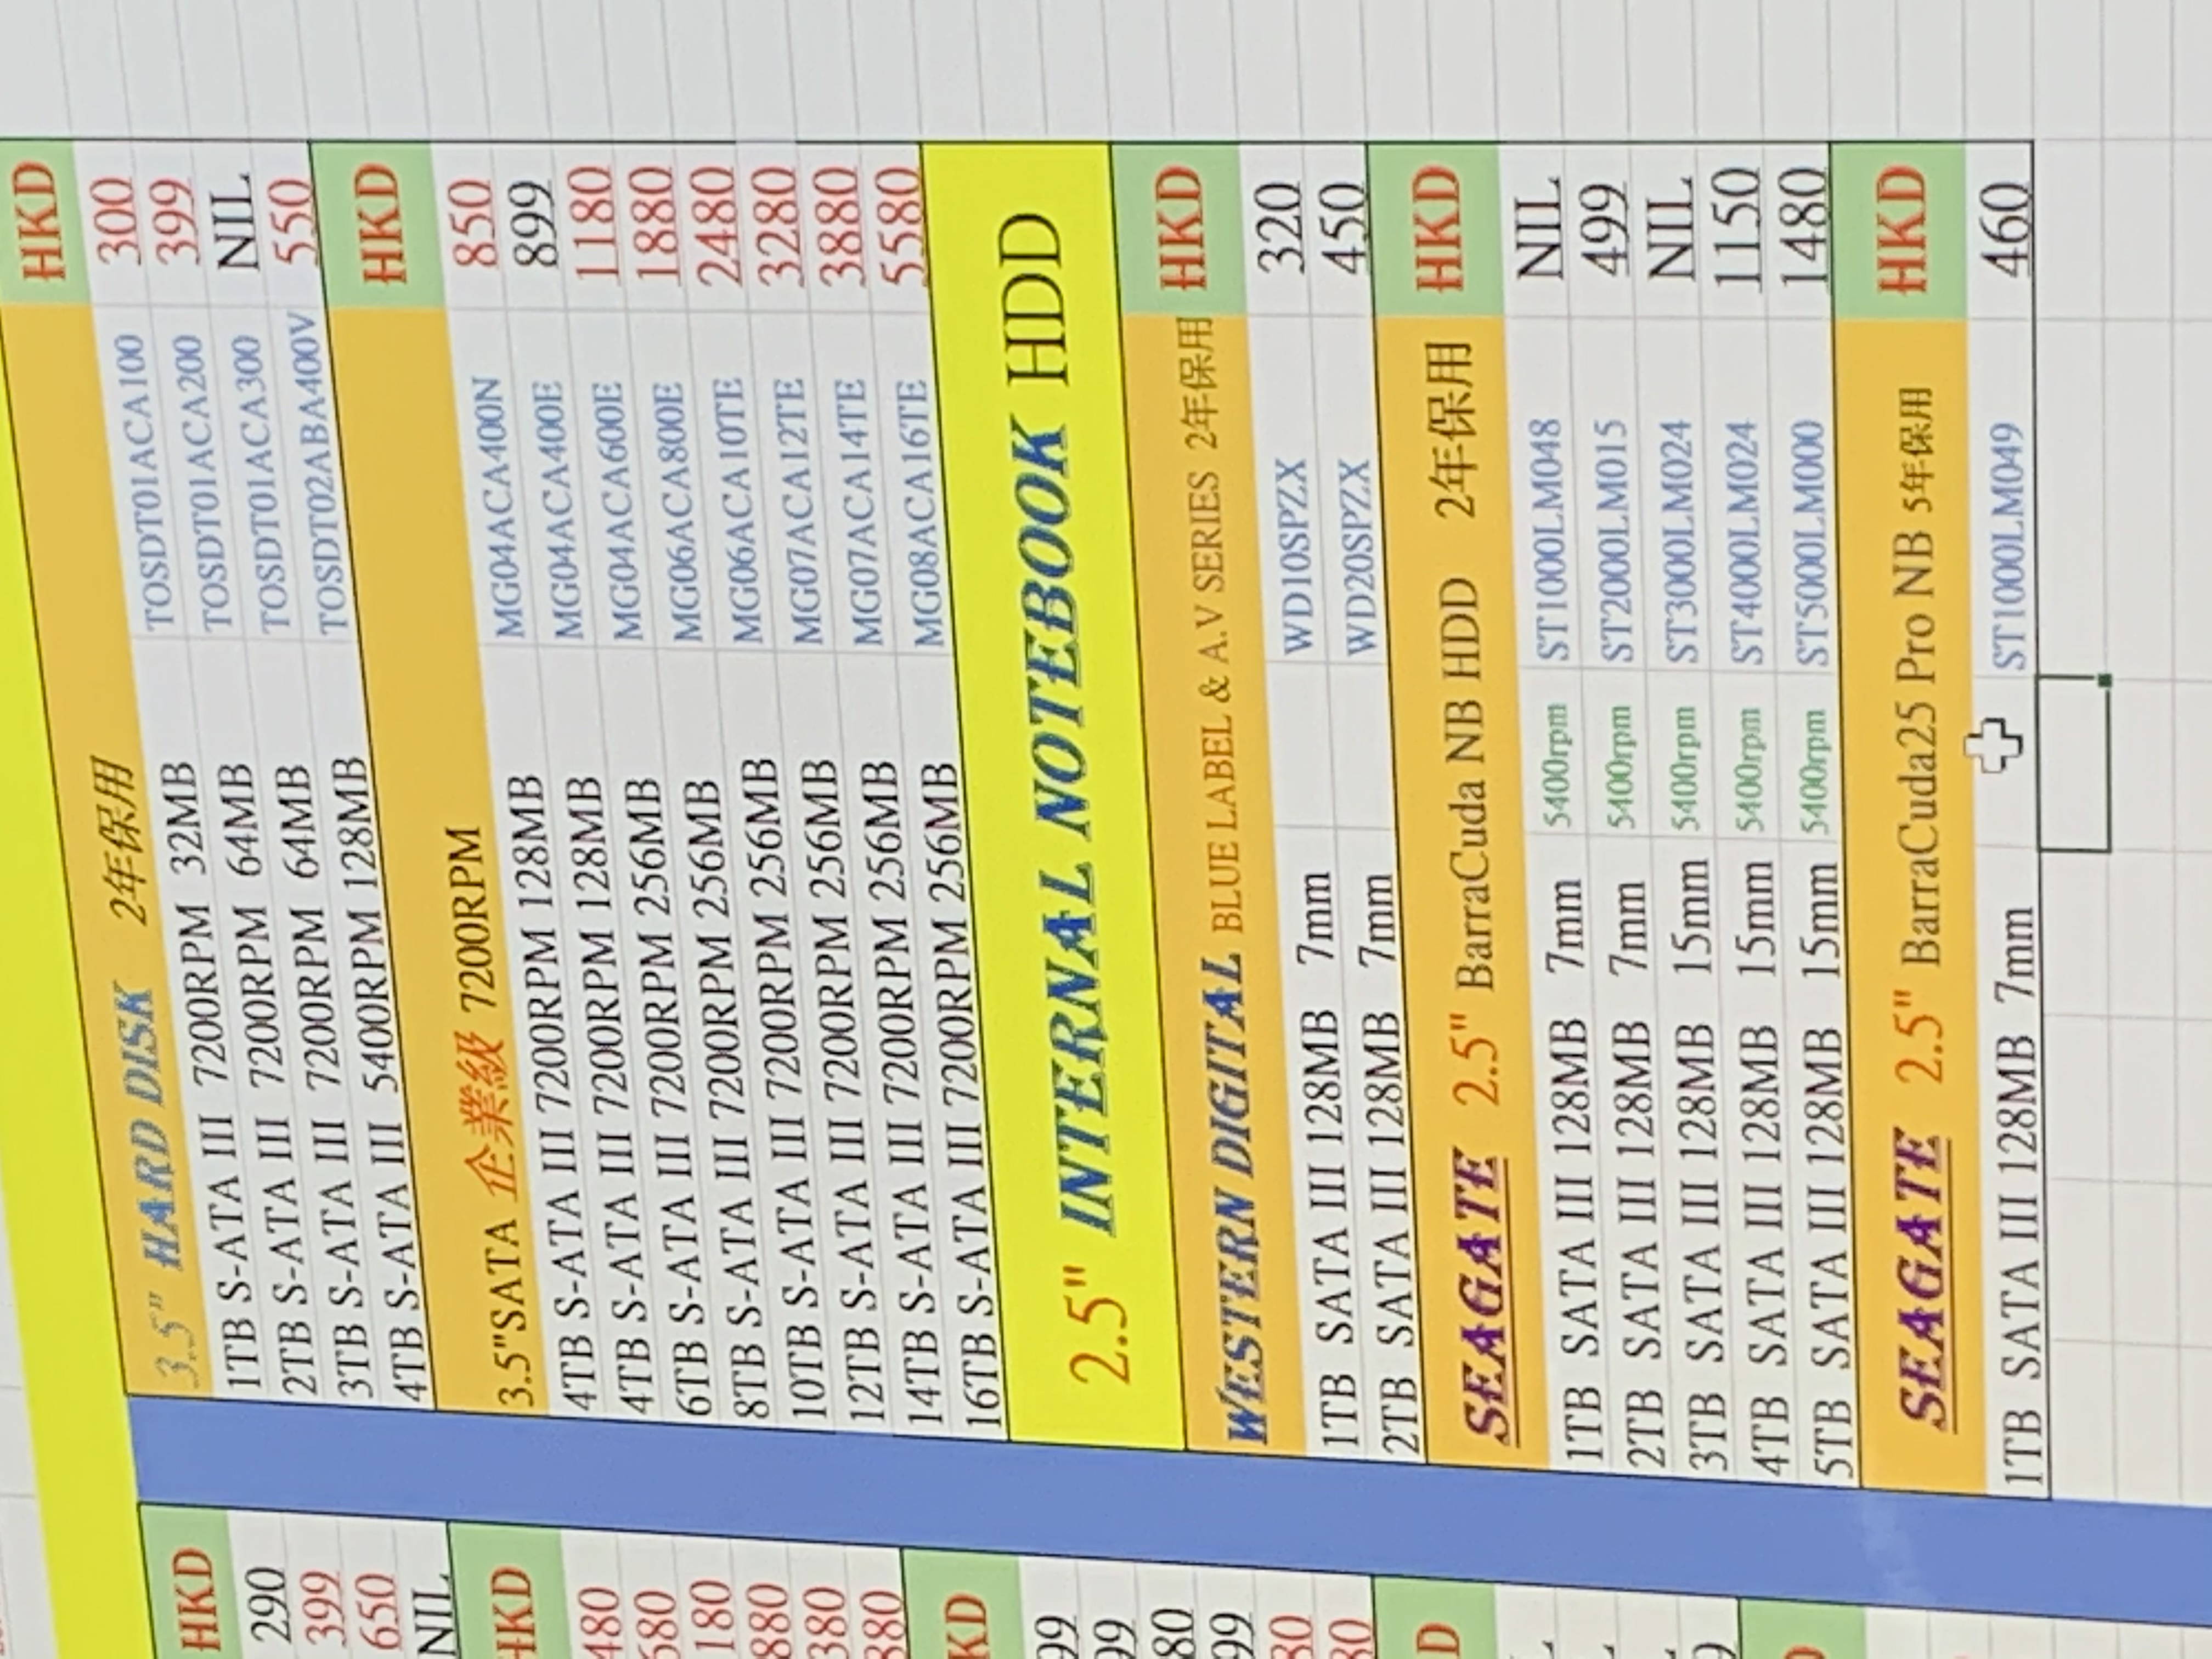 HKD
290
399
650
NIL
HKD
480
680
180
880
380
880
KD
99
99
80
99
80
80
D
HKD
3.5" HARD DISK 2年保用
1TB S-ATA III 7200RPM 32MB TOSDT01ACA100 300
2TB S-ATA III 7200RPM 64MB TOSDT01ACA200 399
3TB S-ATA III 7200RPM 64MB TOSDT01ACA300 NIL
4TB S-ATA III 5400RPM 128MB TOSDT02ABA400V 550
3.5"SATA 企業級 7200RPM HKD
4TB S-ATA III 7200RPM 128MB MG04ACA400N 850
4TB S-ATA III 7200RPM 128MB MG04ACA400E 899
6TB S-ATA III 7200RPM 256MB MG04ACA600E 1180
8TB S-ATA III 7200RPM 256MB MG06ACA800E 1880
10TB S-ATA III 7200RPM 256MB MG06ACA10TE 2480
12TB S-ATA III 7200RPM 256MB MG07ACA12TE 3280
14TB S-ATA III 7200RPM 256MB MG07ACA14TE 3880
16TB S-ATA III 7200RPM 256MB MG08ACA16TE 5580
2.5" INTERNAL NOTEBOOK HDD
WESTERN DIGITAL BLUE LABEL & A.V SERIES 2年保用 HKD
1TB SATA III 128MB 7mm WD10SPZX 320
2TB SATA III 128MB 7mm WD20SPZX 450
SEAGATE 2.5" BarraCuda NB HDD 2年保用 HKD
1TB SATA III 128MB 7mm 5400rpm ST1000LM048 NIL
2TB SATA III 128MB 7mm 5400rpm ST2000LM015 499
3TB SATA III 128MB 15mm 5400rpm ST3000LM024 NIL
4TB SATA III 128MB 15mm 5400rpm ST4000LM024 1150
5TB SATA III 128MB 15mm 5400rpm ST5000LM000 1480
SEAGATE 2.5" BarraCuda25 Pro NB 5年保用 HKD
1TB SATA III 128MB 7mm ST1000LM049 460